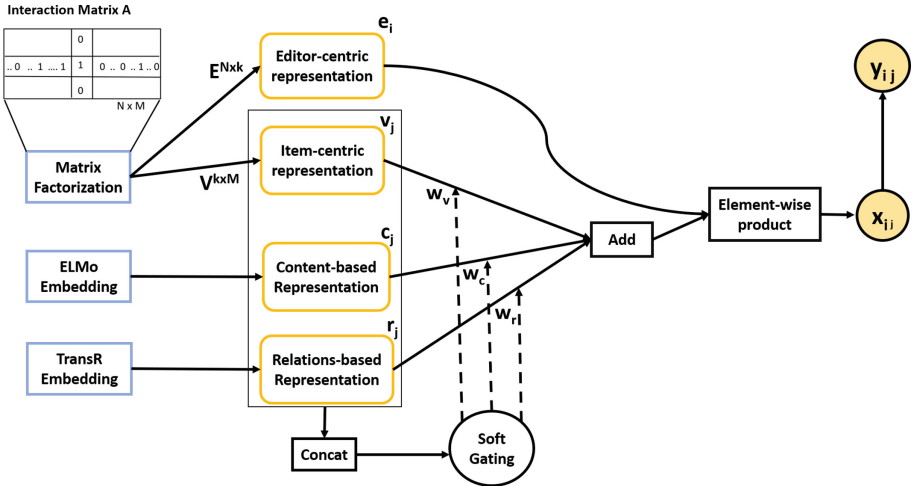 Interaction Matrix A
0
.. 0 .. 1 .... 1 1 0 .. 0 .. 1.. 0
0
N x M
Matrix
Factorization
ELMo
Embedding
TransR
Embedding
E^Nxk
V^kxM
e_i
Editor-centric
representation
v_j
Item-centric
representation
c_j
Content-based
Representation
r_j
Relations-based
Representation
Concat
Soft
Gating
w_v
w_c
w_r
Add
Element-wise
product
x_ij
y_ij